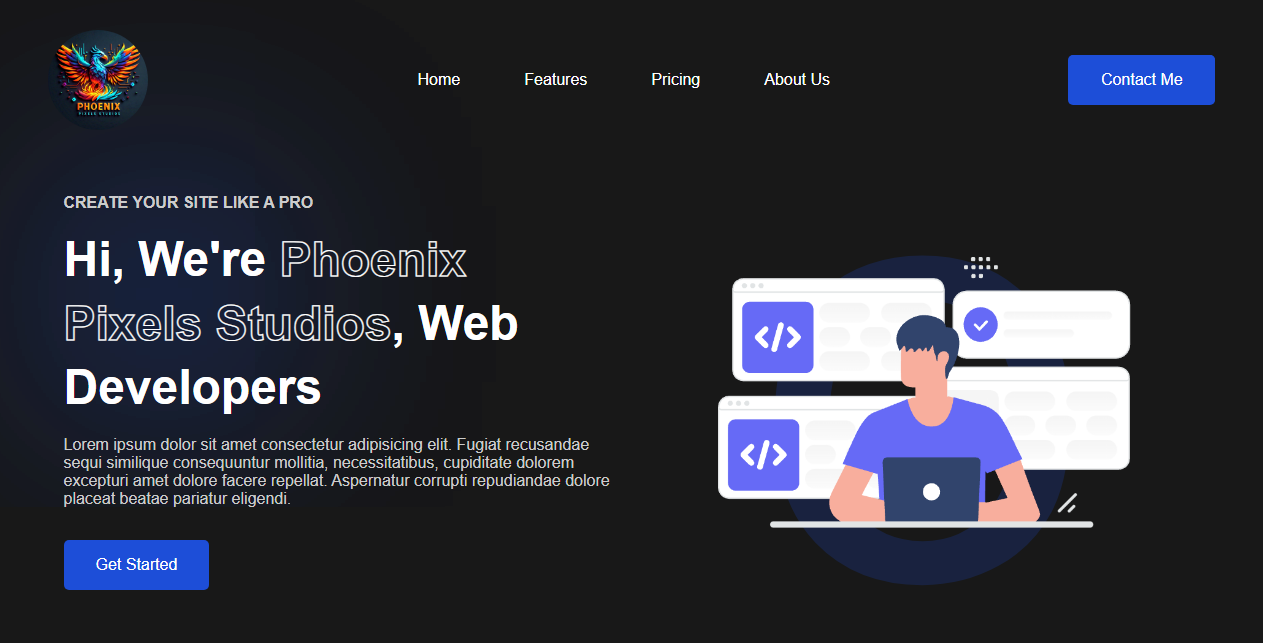 PHOENIX
PIXELS STUDIOS
Home
Features
Pricing
About Us
Contact Me
CREATE YOUR SITE LIKE A PRO
Hi, We're Phoenix
Pixels Studios, Web
Developers
Lorem ipsum dolor sit amet consectetur adipisicing elit. Fugiat recusandae
sequi similique consequuntur mollitia, necessitatibus, cupiditate dolorem
excepturi amet dolore facere repellat. Aspernatur corrupti repudiandae dolore
placeat beatae pariatur eligendi.
Get Started